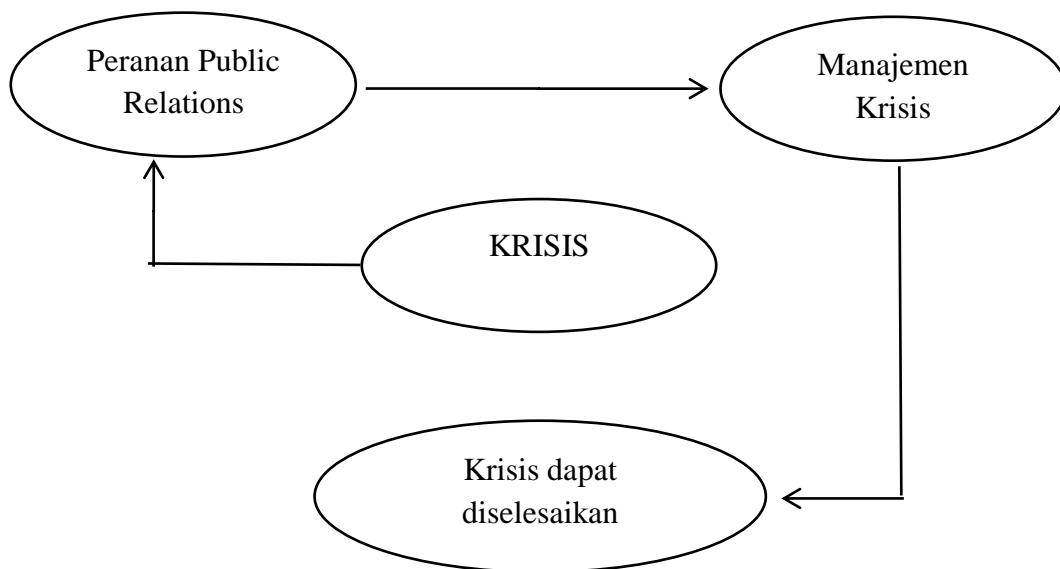 Peranan Public
Relations
Manajemen
Krisis
KRISIS
Krisis dapat
diselesaikan